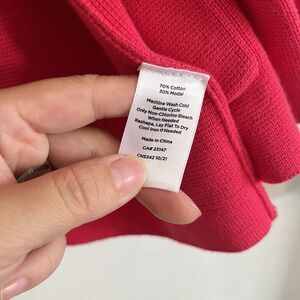 70% Cotton
30% Modal
Machine Wash Cold
Gentle Cycle
Only Non-Chlorine Bleach
When Needed
Reshape, Lay Flat To Dry
Cool Iron If Needed
Made in China
CA# 23147
CNS542 10/21